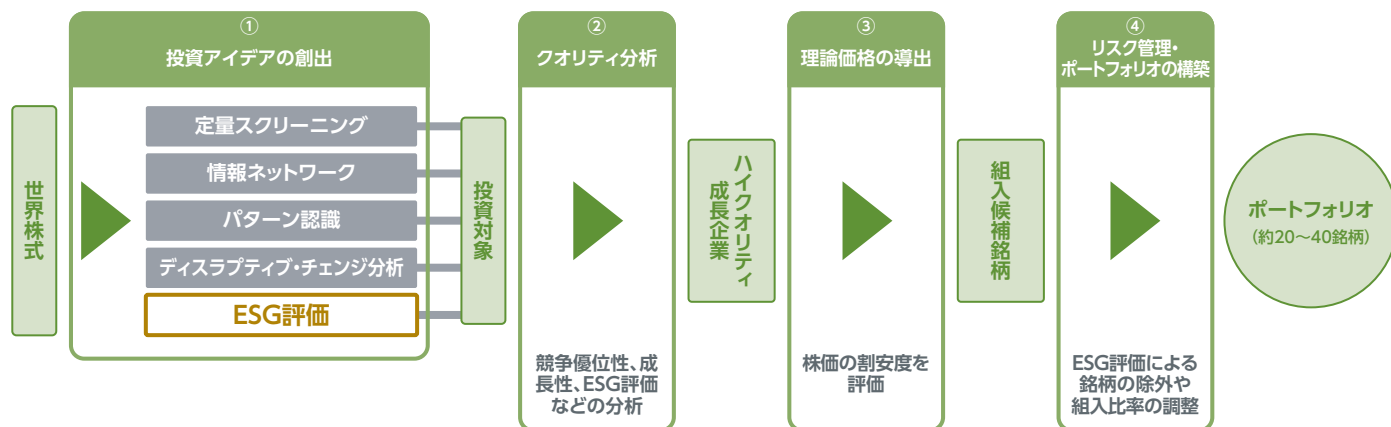 世界株式
①
投資アイデアの創出
定量スクリーニング
情報ネットワーク
パターン認識
ディスラプティブ・チェンジ分析
ESG評価
投資対象
②
クオリティ分析
競争優位性、成
長性、ESG評価
などの分析
ハイクオリティ
成長企業
③
理論価格の導出
株価の割安度を
評価
組入候補銘柄
④
リスク管理・
ポートフォリオの構築
ESG評価による
銘柄の除外や
組入比率の調整
ポートフォリオ
（約20～40銘柄）